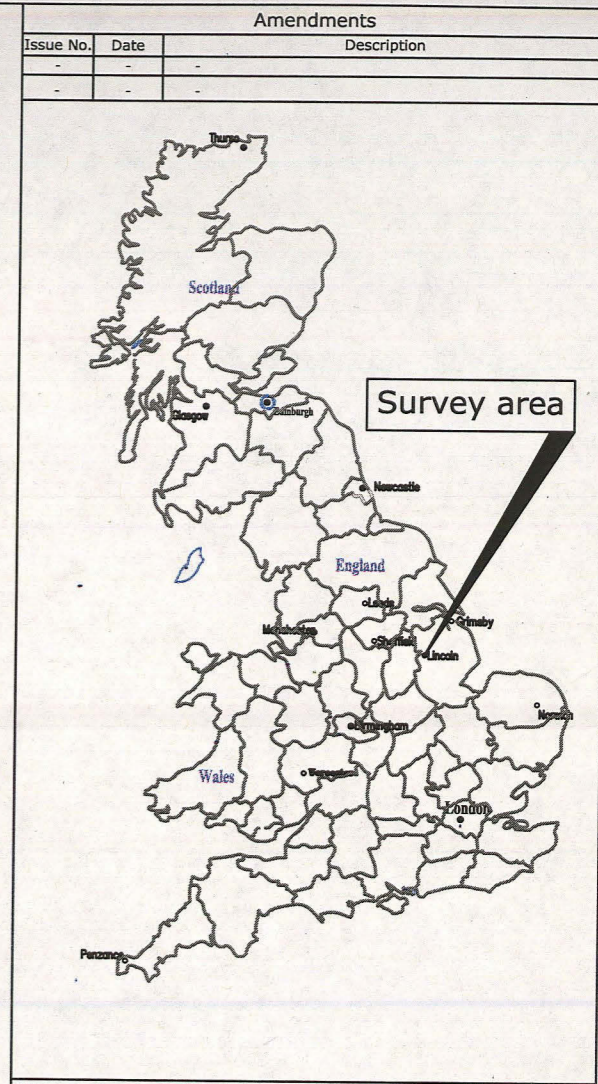 Amendments
Issue No. Date Description
- - -
- - -
Thurso
Scotland
Edinburgh
Glasgow
Survey area
Newcastle
England
Leeds
Grimsby
Manchester
Sheffield
Lincoln
Norwich
Birmingham
Wales
London
Penzance